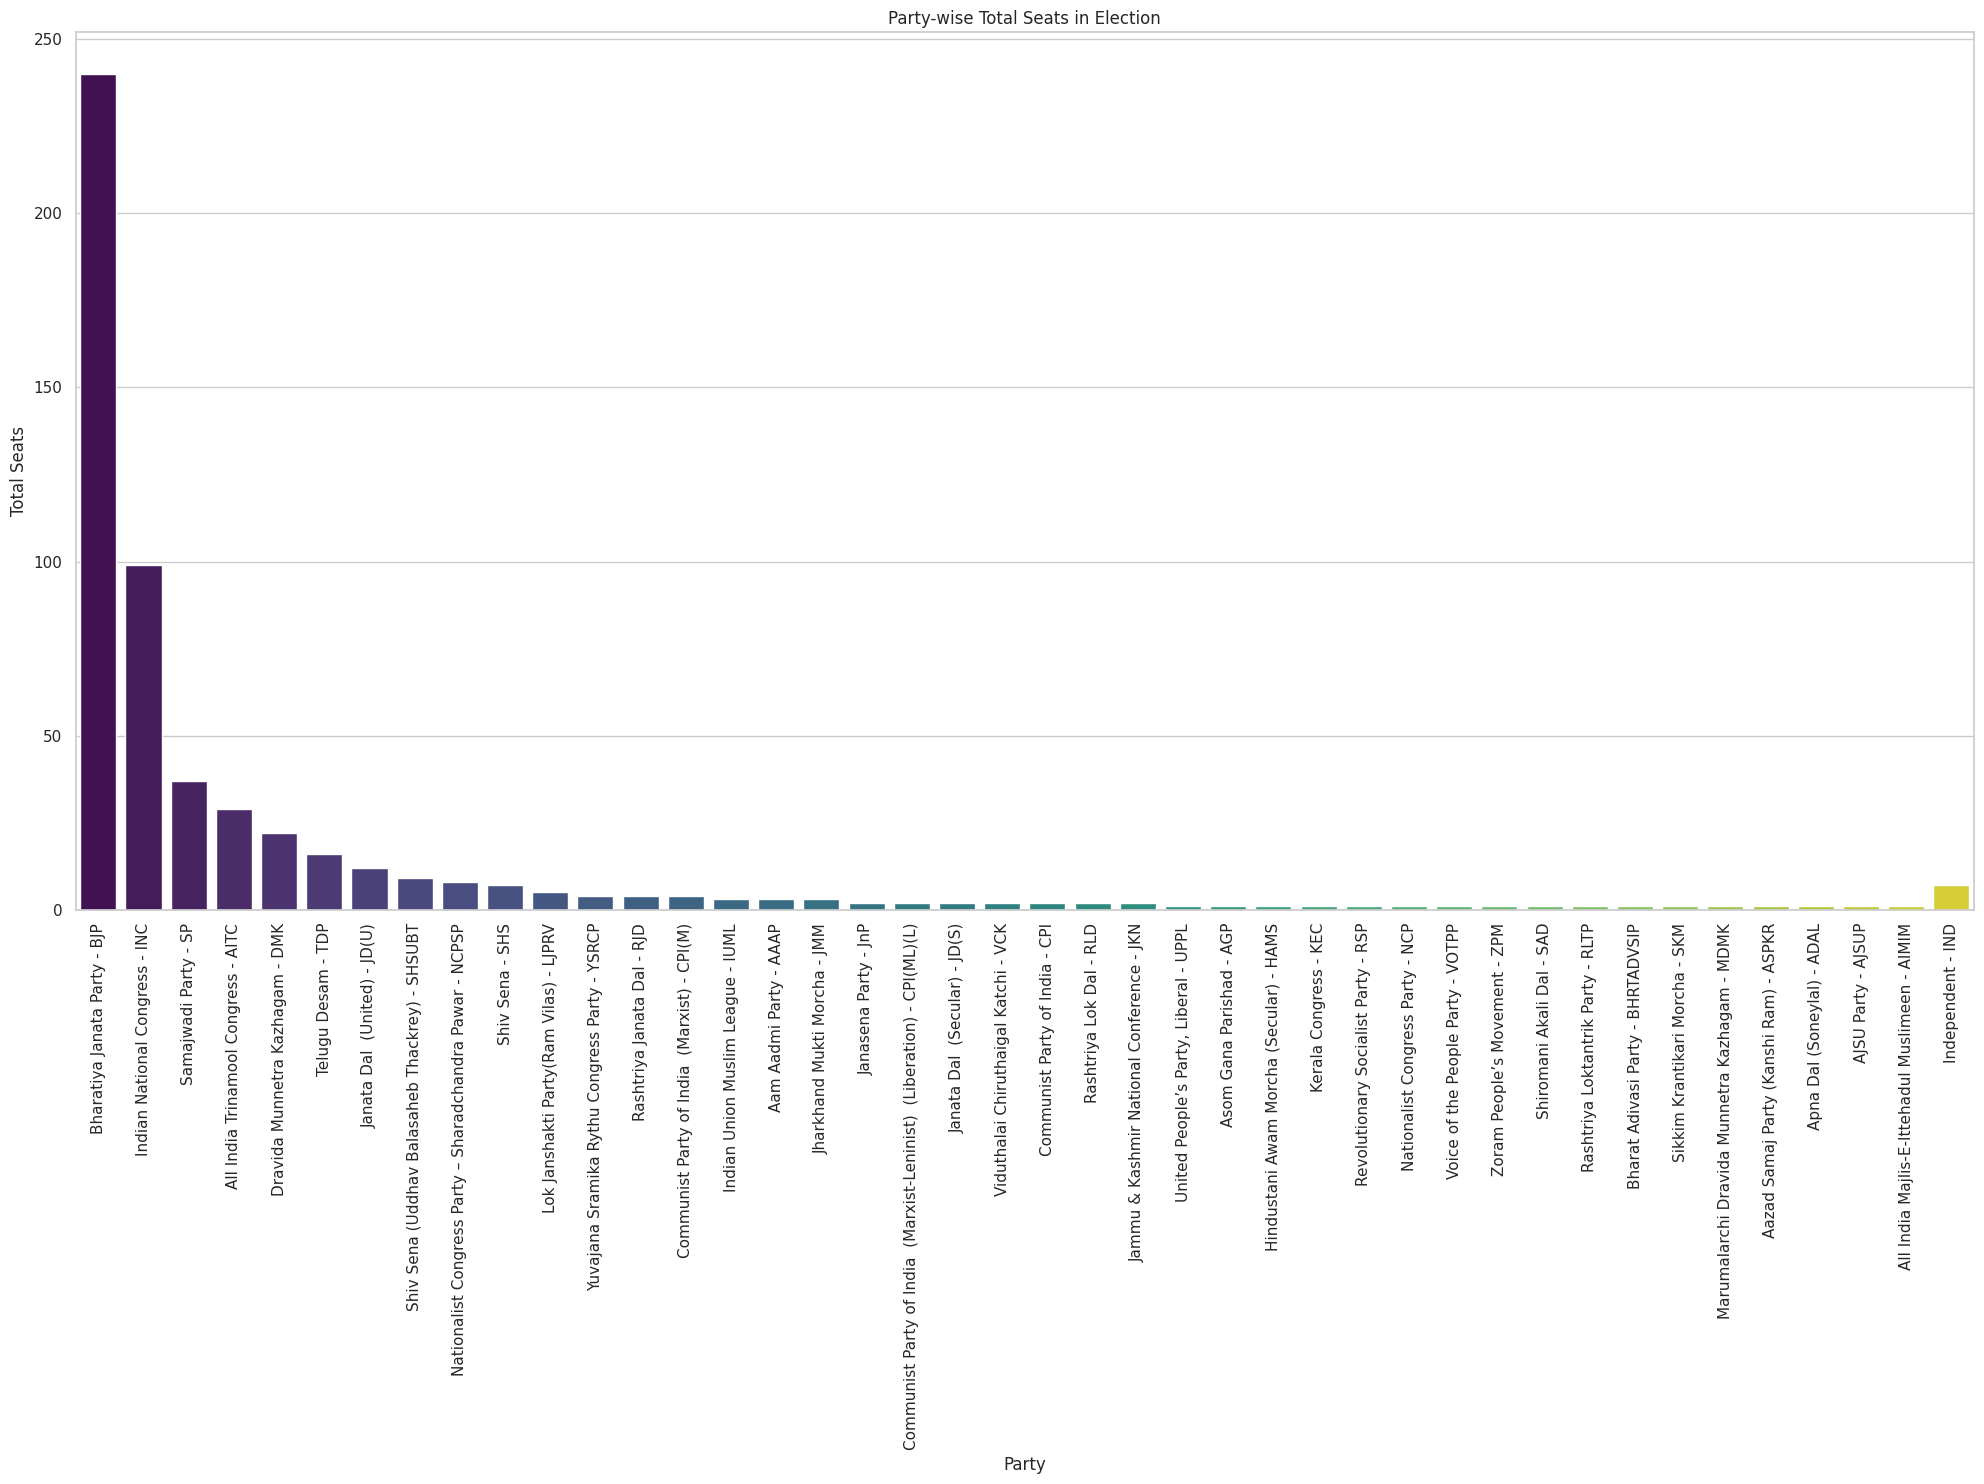 Party-wise Total Seats in Election
250
200
150
100
50
0
Total Seats
Bharatiya Janata Party - BJP
Indian National Congress - INC
Samajwadi Party - SP
All India Trinamool Congress - AITC
Dravida Munnetra Kazhagam - DMK
Telugu Desam - TDP
Janata Dal  (United) - JD(U)
Shiv Sena (Uddhav Balasaheb Thackrey) - SHSUBT
Nationalist Congress Party – Sharadchandra Pawar - NCPSP
Shiv Sena - SHS
Lok Janshakti Party(Ram Vilas) - LJPRV
Yuvajana Sramika Rythu Congress Party - YSRCP
Rashtriya Janata Dal - RJD
Communist Party of India  (Marxist) - CPI(M)
Indian Union Muslim League - IUML
Aam Aadmi Party - AAAP
Jharkhand Mukti Morcha - JMM
Janasena Party - JnP
Communist Party of India  (Marxist-Leninist)  (Liberation) - CPI(ML)(L)
Janata Dal  (Secular) - JD(S)
Viduthalai Chiruthaigal Katchi - VCK
Communist Party of India - CPI
Rashtriya Lok Dal - RLD
Jammu & Kashmir National Conference - JKN
United People’s Party, Liberal - UPPL
Asom Gana Parishad - AGP
Hindustani Awam Morcha (Secular) - HAMS
Kerala Congress - KEC
Revolutionary Socialist Party - RSP
Nationalist Congress Party - NCP
Voice of the People Party - VOTPP
Zoram People’s Movement - ZPM
Shiromani Akali Dal - SAD
Rashtriya Loktantrik Party - RLTP
Bharat Adivasi Party - BHRTADVSIP
Sikkim Krantikari Morcha - SKM
Marumalarchi Dravida Munnetra Kazhagam - MDMK
Aazad Samaj Party (Kanshi Ram) - ASPKR
Apna Dal (Soneylal) - ADAL
AJSU Party - AJSUP
All India Majlis-E-Ittehadul Muslimeen - AIMIM
Independent - IND
Party